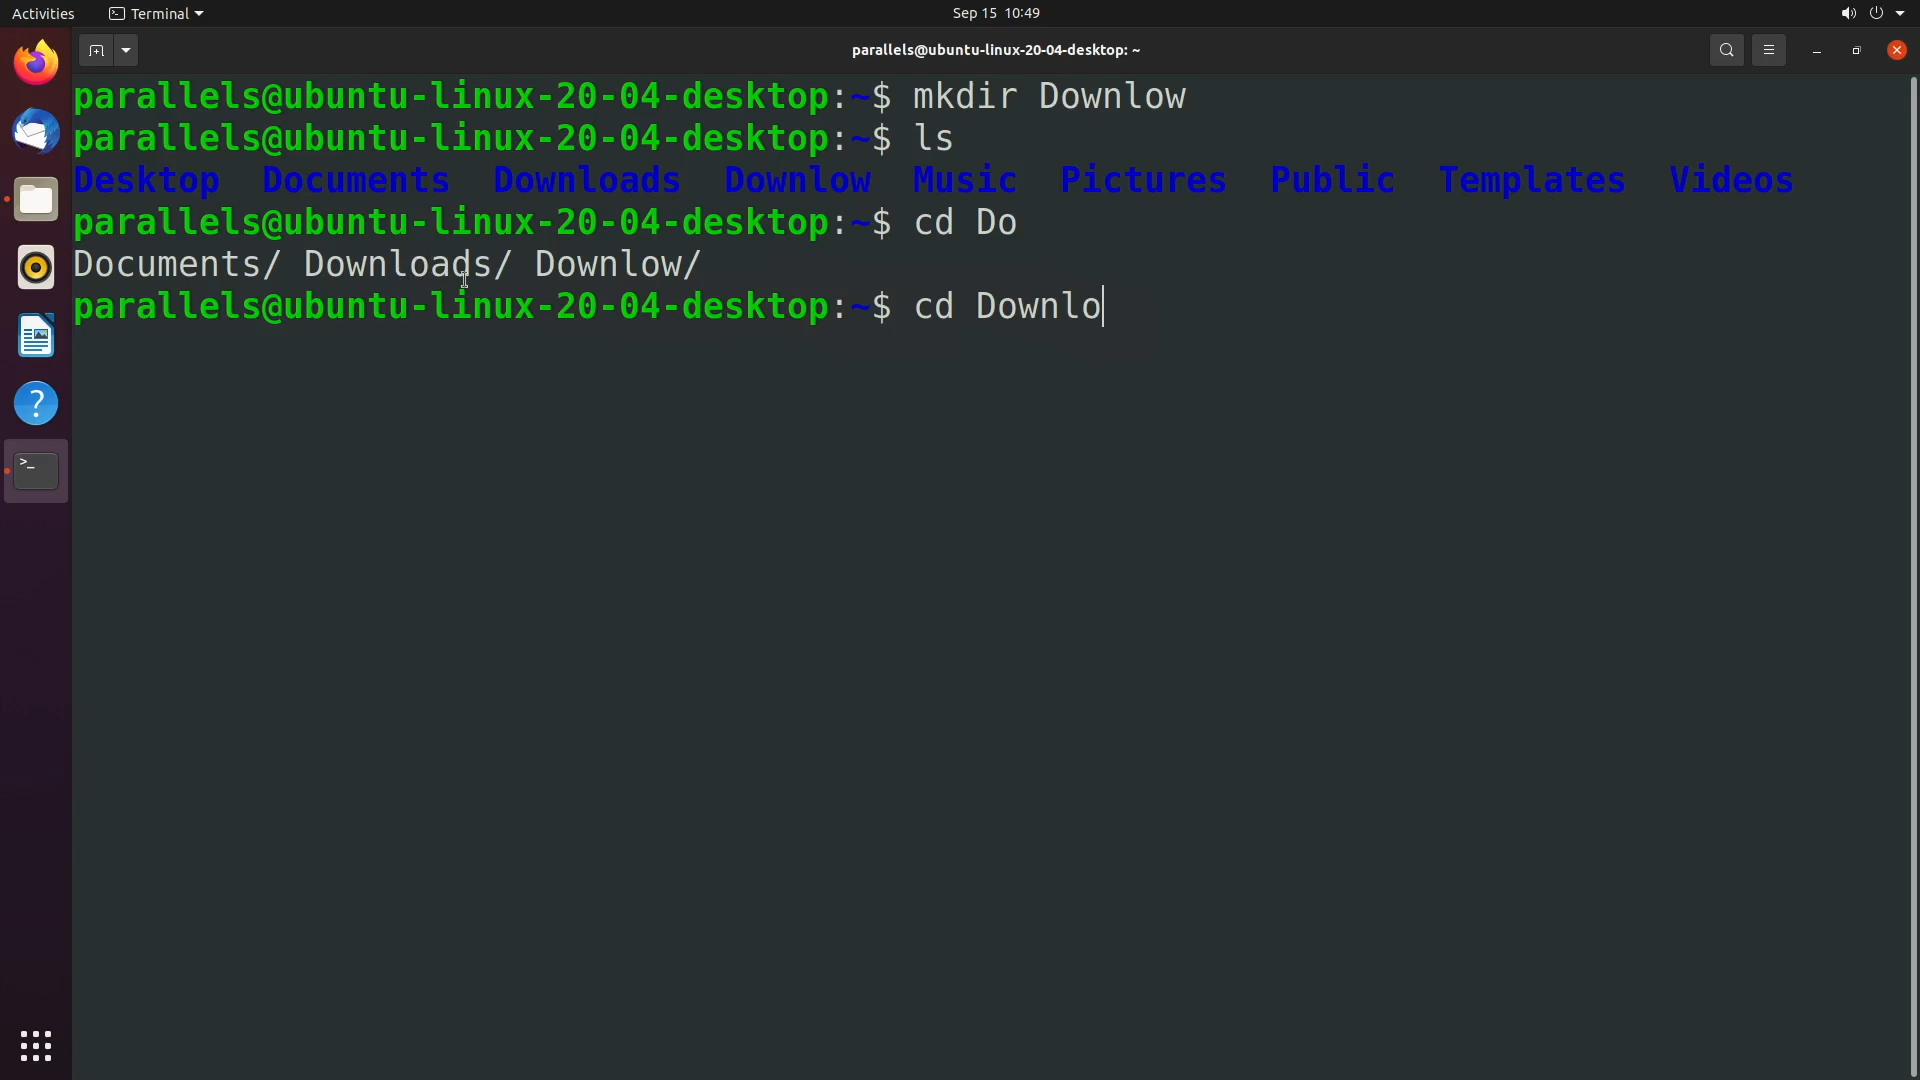 Activities Terminal Sep 15 10:49
parallels@ubuntu-linux-20-04-desktop: ~
parallels@ubuntu-linux-20-04-desktop:~$ mkdir Downlow
parallels@ubuntu-linux-20-04-desktop:~$ ls
Desktop Documents Downloads Downlow Music Pictures Public Templates Videos
parallels@ubuntu-linux-20-04-desktop:~$ cd Do
Documents/ Downloads/ Downlow/
parallels@ubuntu-linux-20-04-desktop:~$ cd Downlo